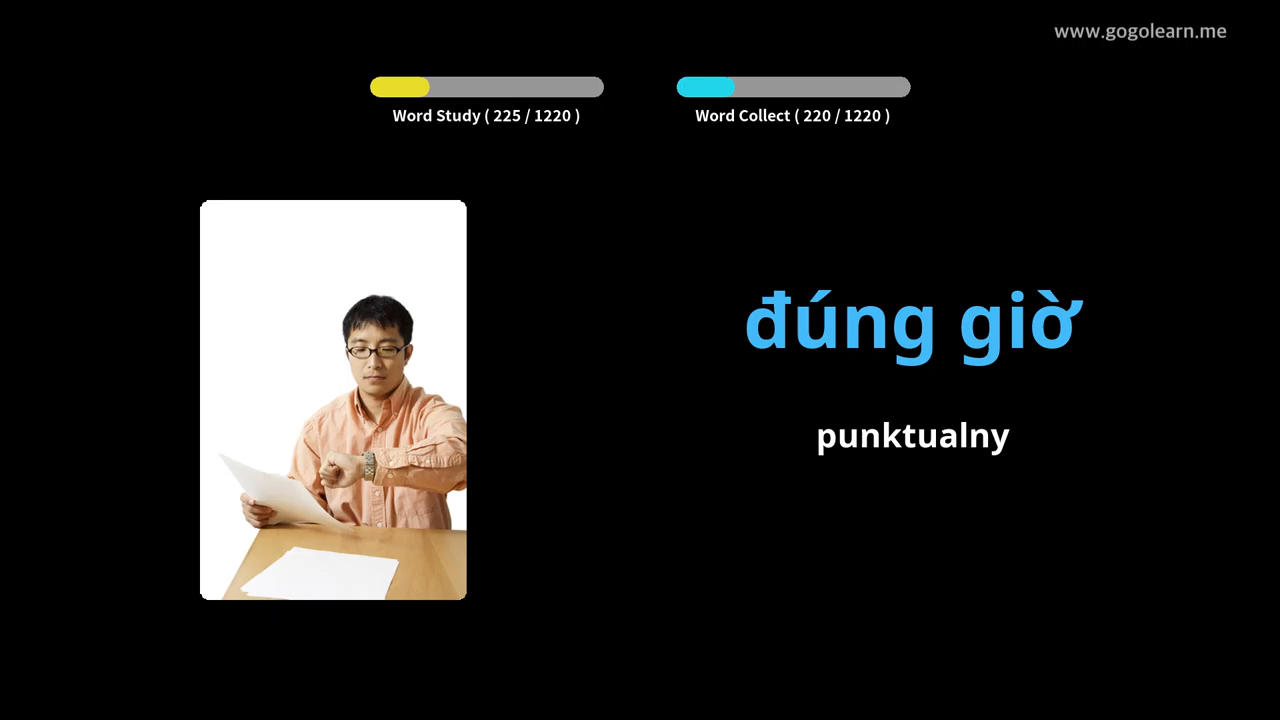 www.gogolearn.me
Word Study ( 225 / 1220 )
Word Collect ( 220 / 1220 )
đúng giờ
punktualny